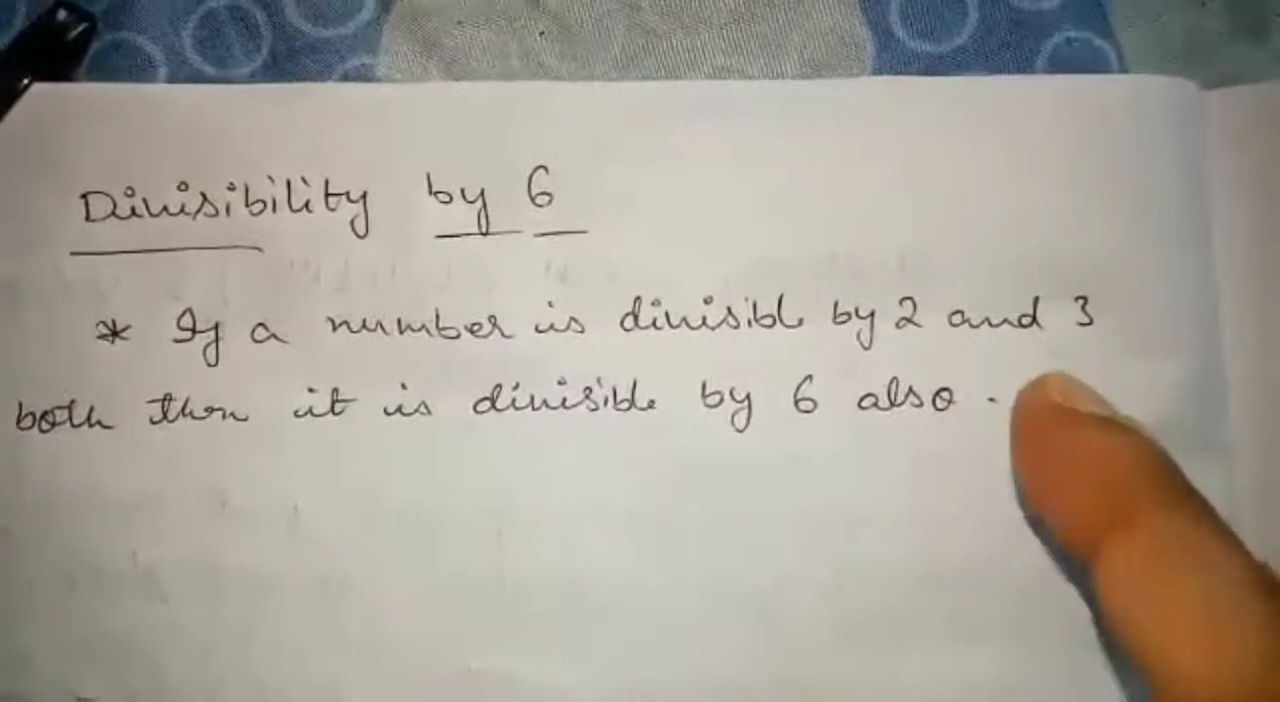 Divisibility by 6
* If a number is divisibl by 2 and 3
both then it is divisible by 6 also .